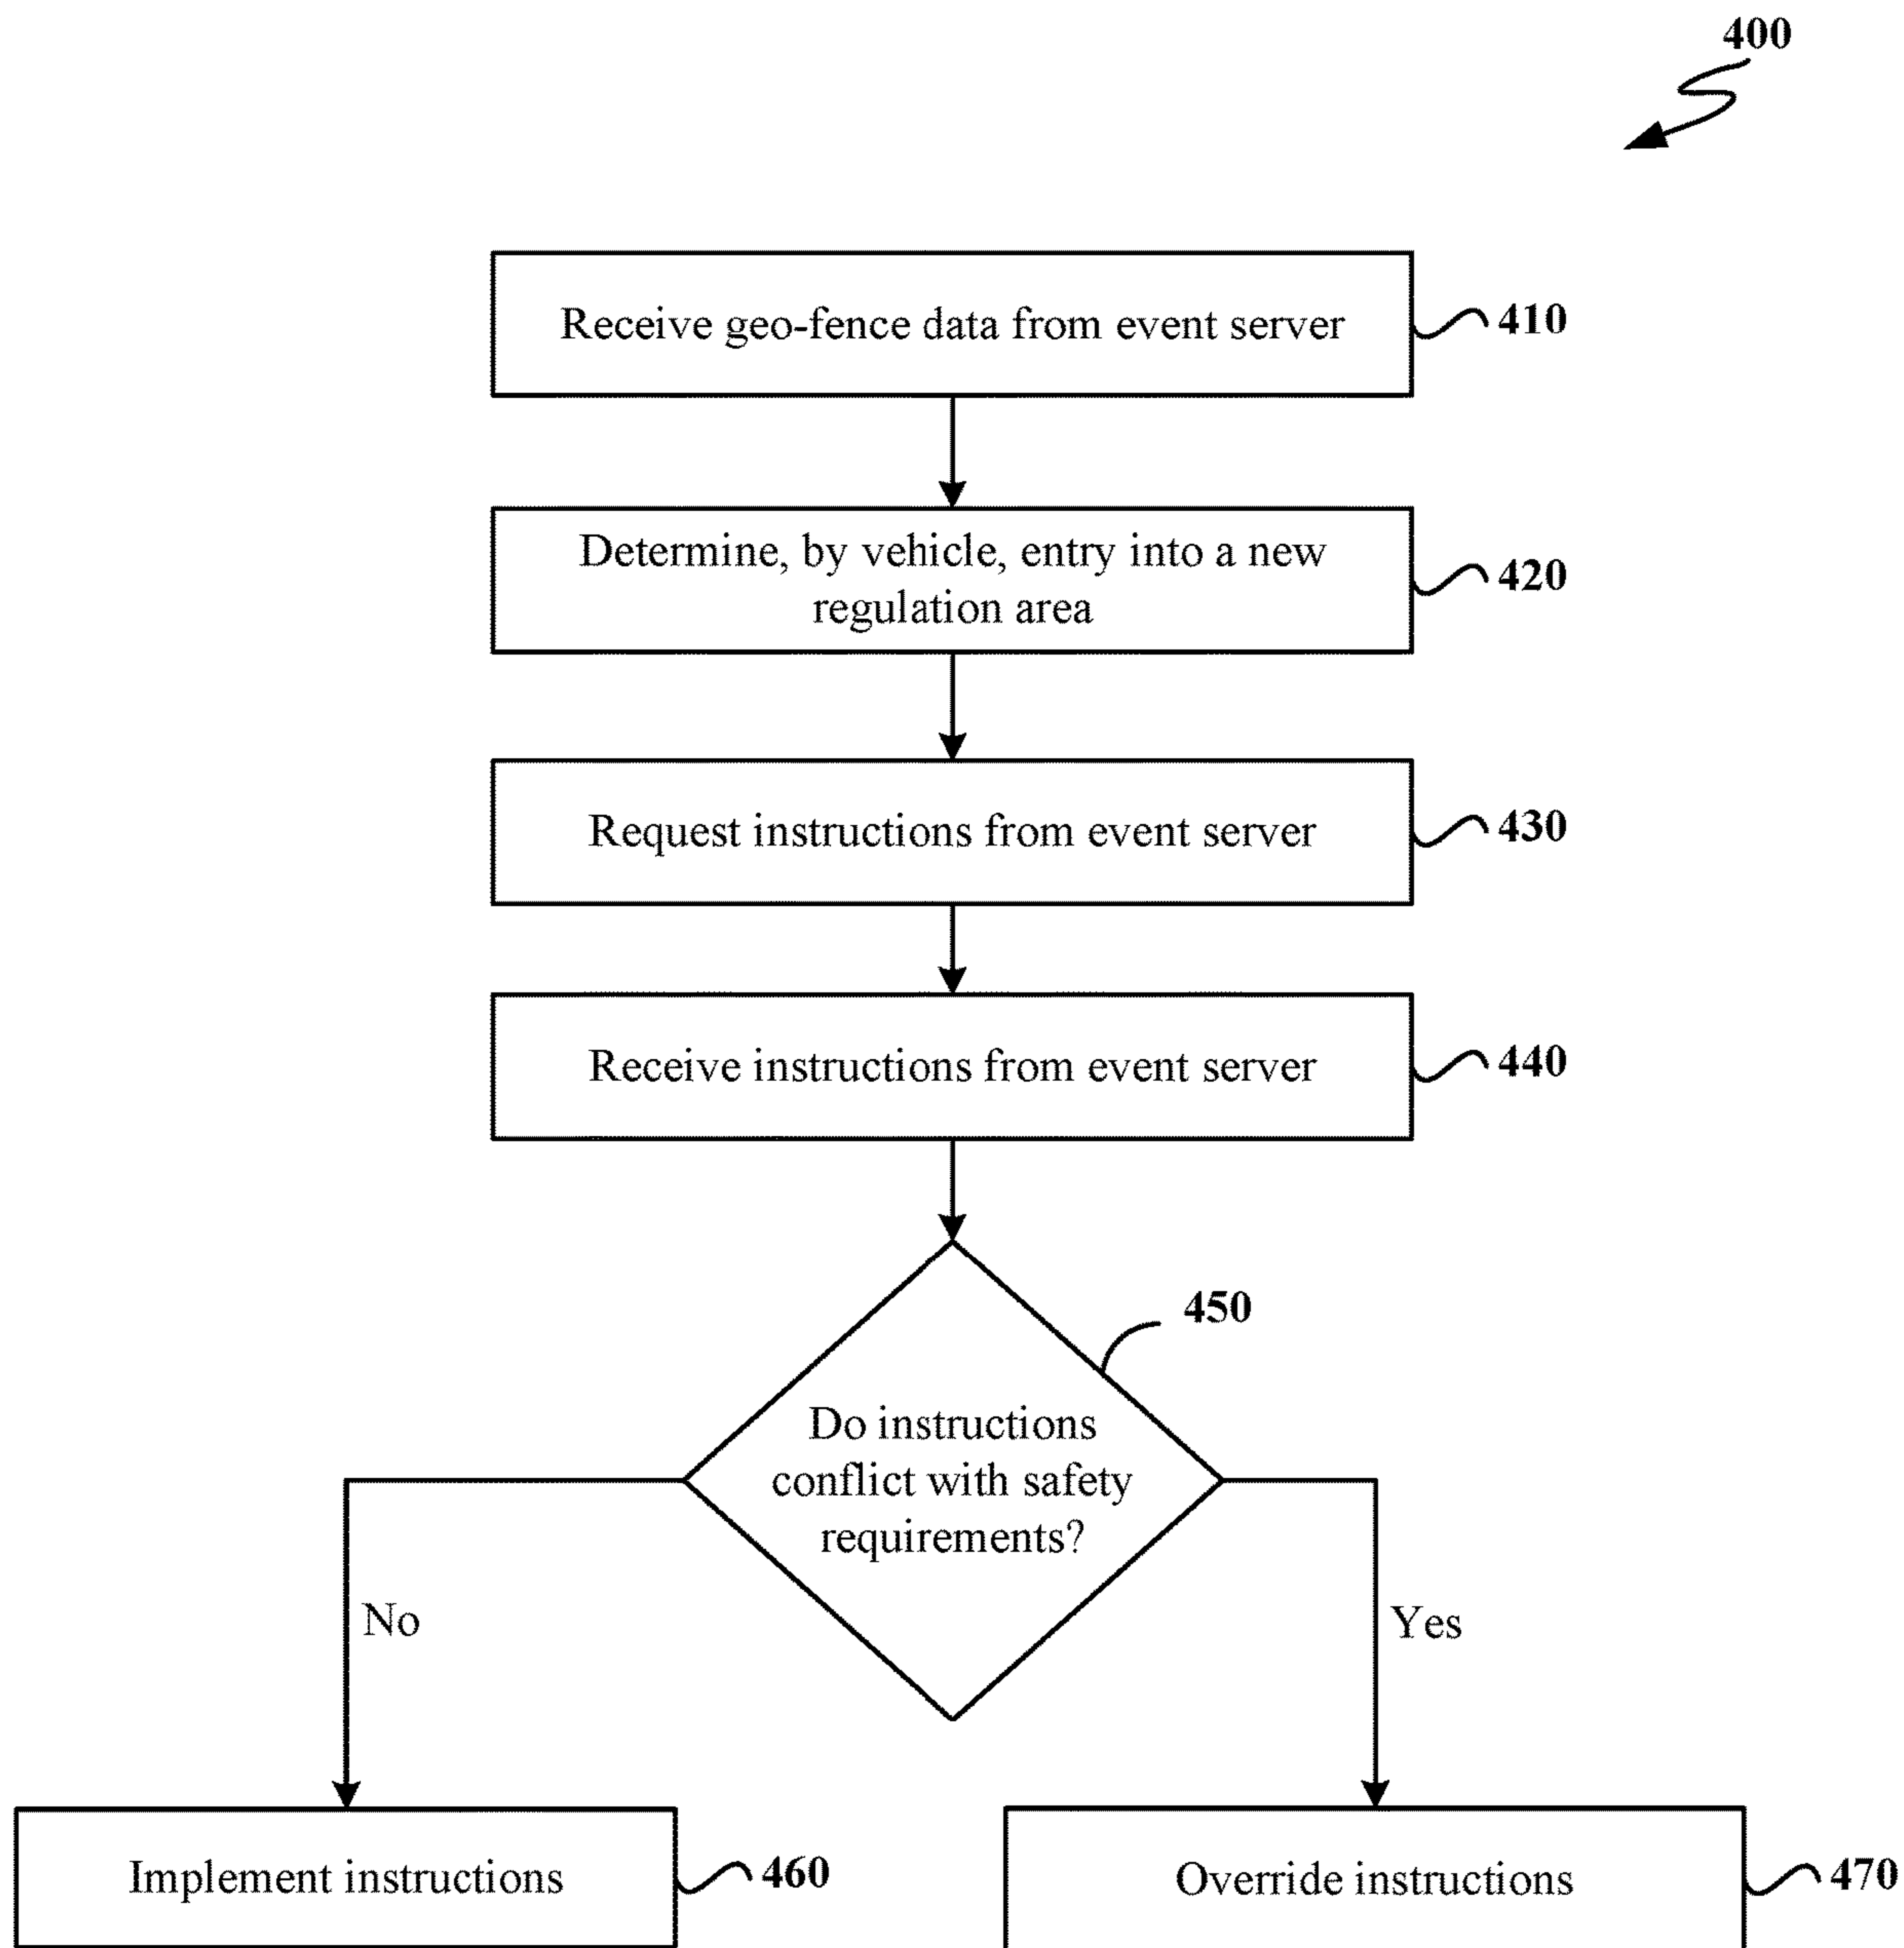 400
Receive geo-fence data from event server
410
Determine, by vehicle, entry into a new
regulation area
420
Request instructions from event server
430
Receive instructions from event server
440
450
Do instructions
conflict with safety
requirements?
No
Yes
Implement instructions
460
Override instructions
470